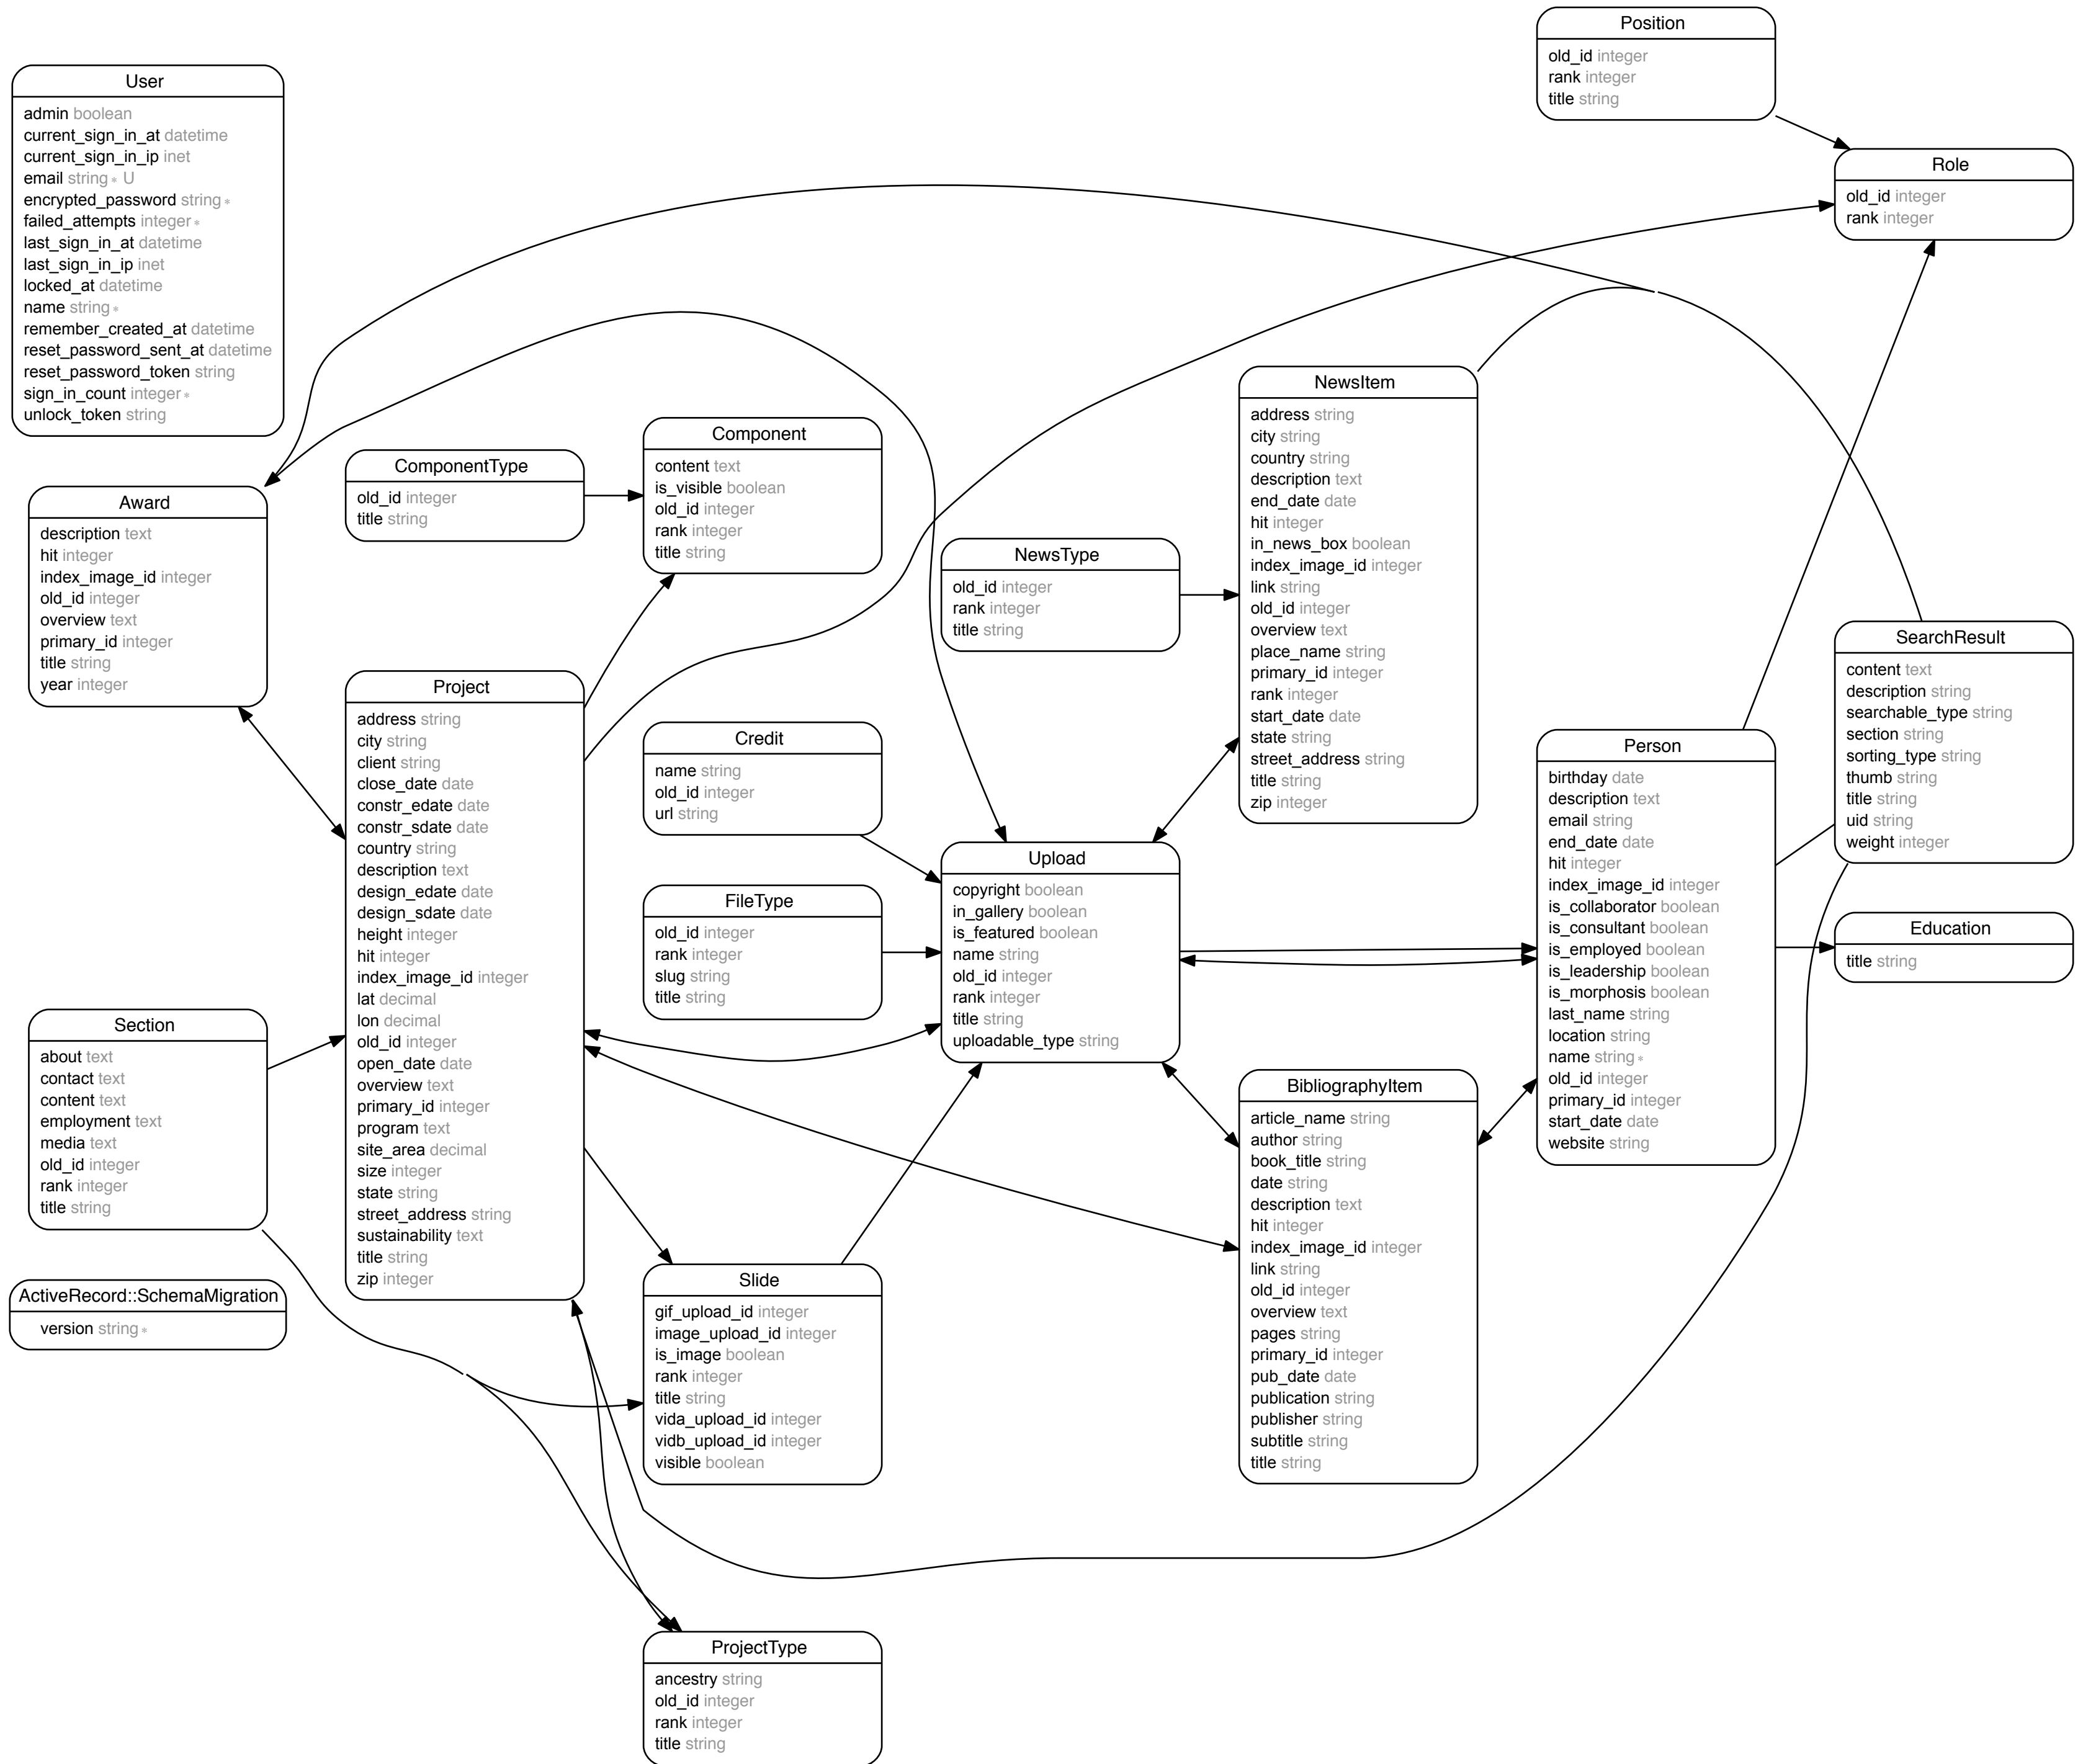 Position
old_id integer
rank integer
title string
User
admin boolean
current_sign_in_at datetime
current_sign_in_ip inet
email string ∗ U
encrypted_password string ∗
failed_attempts integer ∗
last_sign_in_at datetime
last_sign_in_ip inet
locked_at datetime
name string ∗
remember_created_at datetime
reset_password_sent_at datetime
reset_password_token string
sign_in_count integer ∗
unlock_token string
Role
old_id integer
rank integer
NewsItem
address string
city string
country string
description text
end_date date
hit integer
in_news_box boolean
index_image_id integer
link string
old_id integer
overview text
place_name string
primary_id integer
rank integer
start_date date
state string
street_address string
title string
zip integer
Component
content text
is_visible boolean
old_id integer
rank integer
title string
ComponentType
old_id integer
title string
Award
description text
hit integer
index_image_id integer
old_id integer
overview text
primary_id integer
title string
year integer
NewsType
old_id integer
rank integer
title string
SearchResult
content text
description string
searchable_type string
section string
sorting_type string
thumb string
title string
uid string
weight integer
Project
address string
city string
client string
close_date date
constr_edate date
constr_sdate date
country string
description text
design_edate date
design_sdate date
height integer
hit integer
index_image_id integer
lat decimal
lon decimal
old_id integer
open_date date
overview text
primary_id integer
program text
site_area decimal
size integer
state string
street_address string
sustainability text
title string
zip integer
Credit
name string
old_id integer
url string
Person
birthday date
description text
email string
end_date date
hit integer
index_image_id integer
is_collaborator boolean
is_consultant boolean
is_employed boolean
is_leadership boolean
is_morphosis boolean
last_name string
location string
name string ∗
old_id integer
primary_id integer
start_date date
website string
Upload
copyright boolean
in_gallery boolean
is_featured boolean
name string
old_id integer
rank integer
title string
uploadable_type string
FileType
old_id integer
rank integer
slug string
title string
Education
title string
Section
about text
contact text
content text
employment text
media text
old_id integer
rank integer
title string
BibliographyItem
article_name string
author string
book_title string
date string
description text
hit integer
index_image_id integer
link string
old_id integer
overview text
pages string
primary_id integer
pub_date date
publication string
publisher string
subtitle string
title string
Slide
gif_upload_id integer
image_upload_id integer
is_image boolean
rank integer
title string
vida_upload_id integer
vidb_upload_id integer
visible boolean
ActiveRecord::SchemaMigration
version string ∗
ProjectType
ancestry string
old_id integer
rank integer
title string